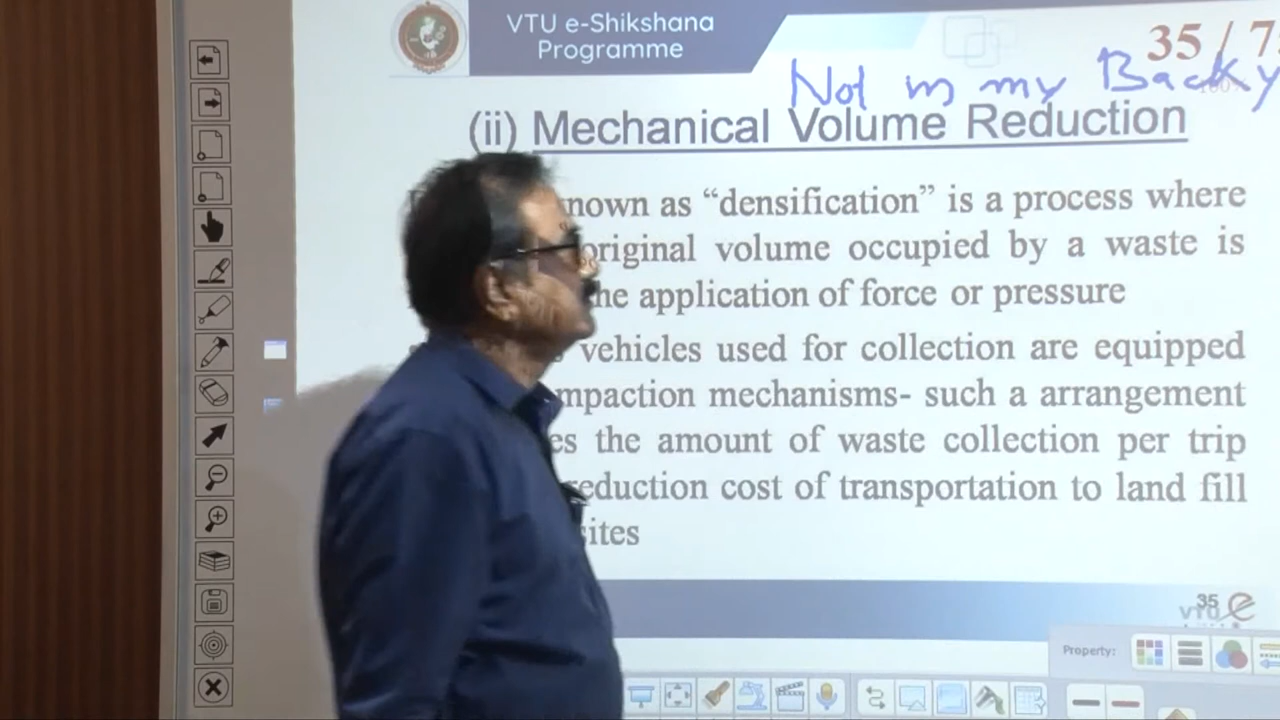 VTU e-Shikshana
Programme
35 / 7
Not in my Backy
(ii) Mechanical Volume Reduction
nown as “densification” is a process where
original volume occupied by a waste is
he application of force or pressure
vehicles used for collection are equipped
mpaction mechanisms- such a arrangement
es the amount of waste collection per trip
reduction cost of transportation to land fill
sites
35
VTU e
Property: